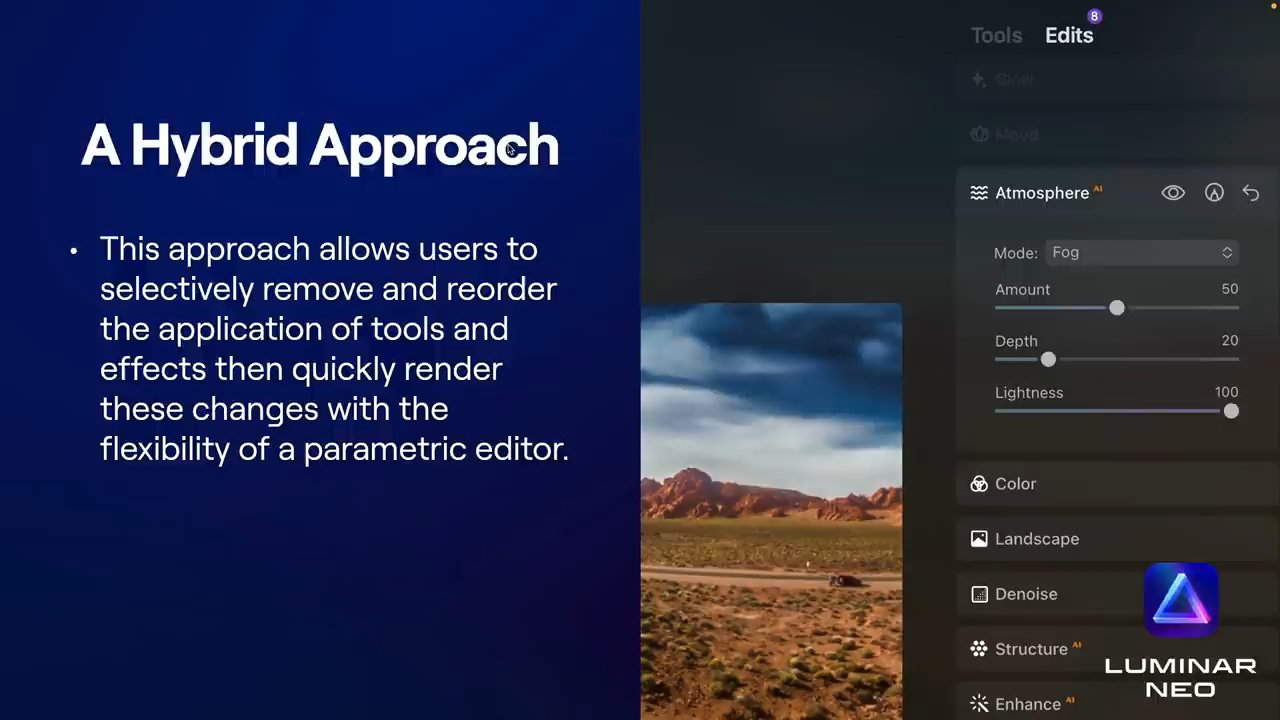 A Hybrid Approach
• This approach allows users to
selectively remove and reorder
the application of tools and
effects then quickly render
these changes with the
flexibility of a parametric editor.
8
Tools Edits
Glow
Mood
Atmosphere AI
Mode: Fog
Amount 50
Depth 20
Lightness 100
Color
Landscape
Denoise
Structure AI
Enhance AI
LUMINAR
NEO